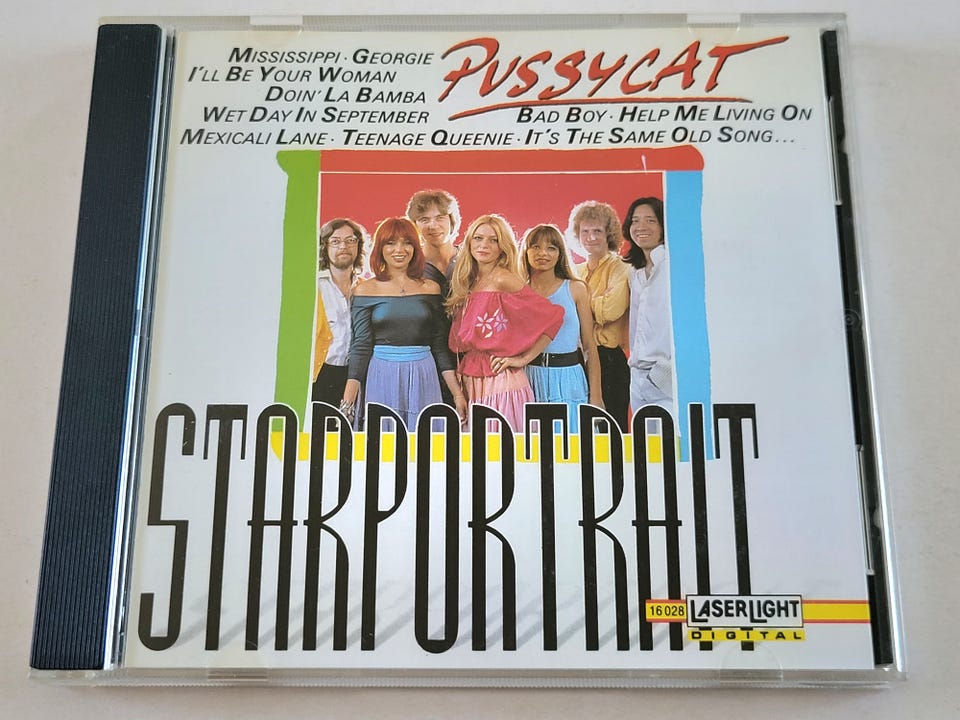 MISSISSIPPI · GEORGIE
I'LL BE YOUR WOMAN
DOIN' LA BAMBA
WET DAY IN SEPTEMBER
PUSSYCAT
BAD BOY · HELP ME LIVING ON
MEXICALI LANE · TEENAGE QUEENIE · IT'S THE SAME OLD SONG...
STARPORTRAIT
16 028
LASERLIGHT
DIGITAL